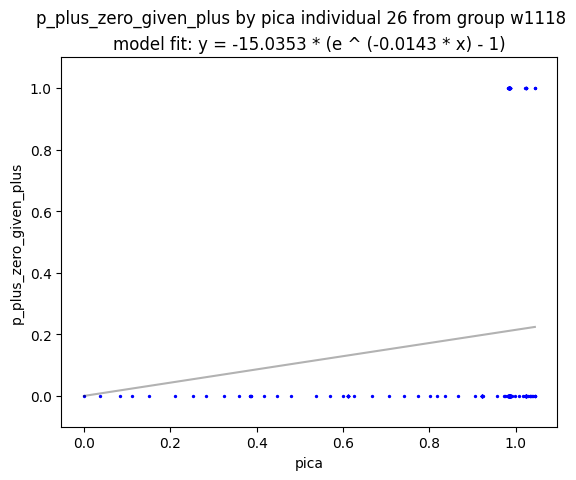 p_plus_zero_given_plus by pica individual 26 from group w1118
model fit: y = -15.0353 * (e ^ (-0.0143 * x) - 1)
1.0
0.8
0.6
0.4
0.2
0.0
p_plus_zero_given_plus
0.0 0.2 0.4 0.6 0.8 1.0
pica